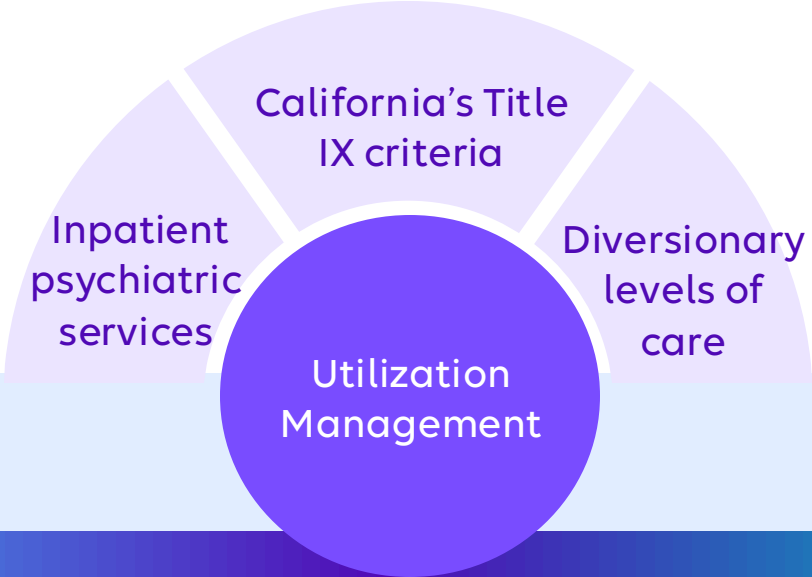 California’s Title
IX criteria
Inpatient
psychiatric
services
Diversionary
levels of
care
Utilization
Management